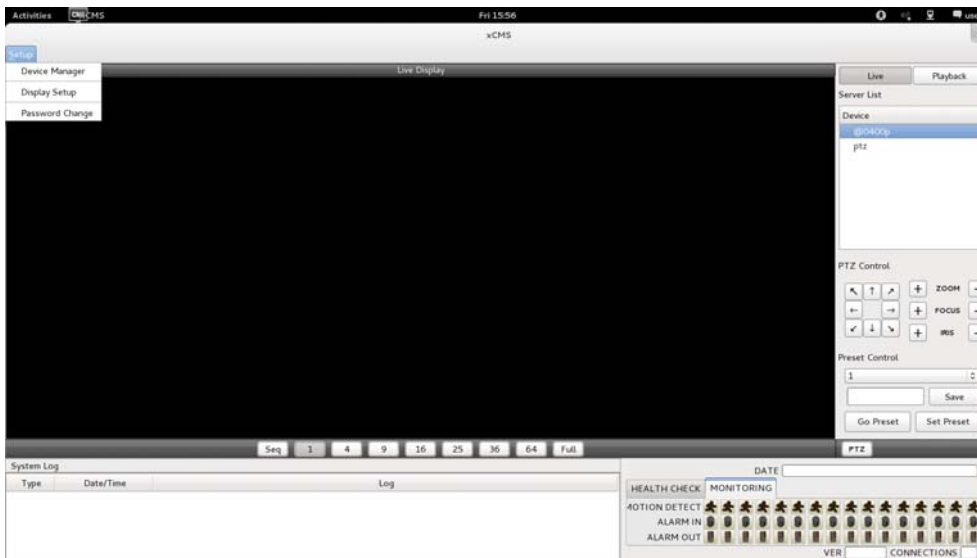 Activities CMS xCMS Fri 15:56
xCMS
Setup
Device Manager
Display Setup
Password Change
Live Display
Live Playback
Server List
Device
@0400p
ptz
PTZ Control
↖ ↑ ↗ + ZOOM -
← → + FOCUS -
↙ ↓ ↘ + IRIS -
Preset Control
1
Save
Go Preset Set Preset
Seq 1 4 9 16 25 36 64 Full PTZ
System Log
Type Date/Time Log
DATE
HEALTH CHECK MONITORING
MOTION DETECT
ALARM IN
ALARM OUT
VER CONNECTIONS